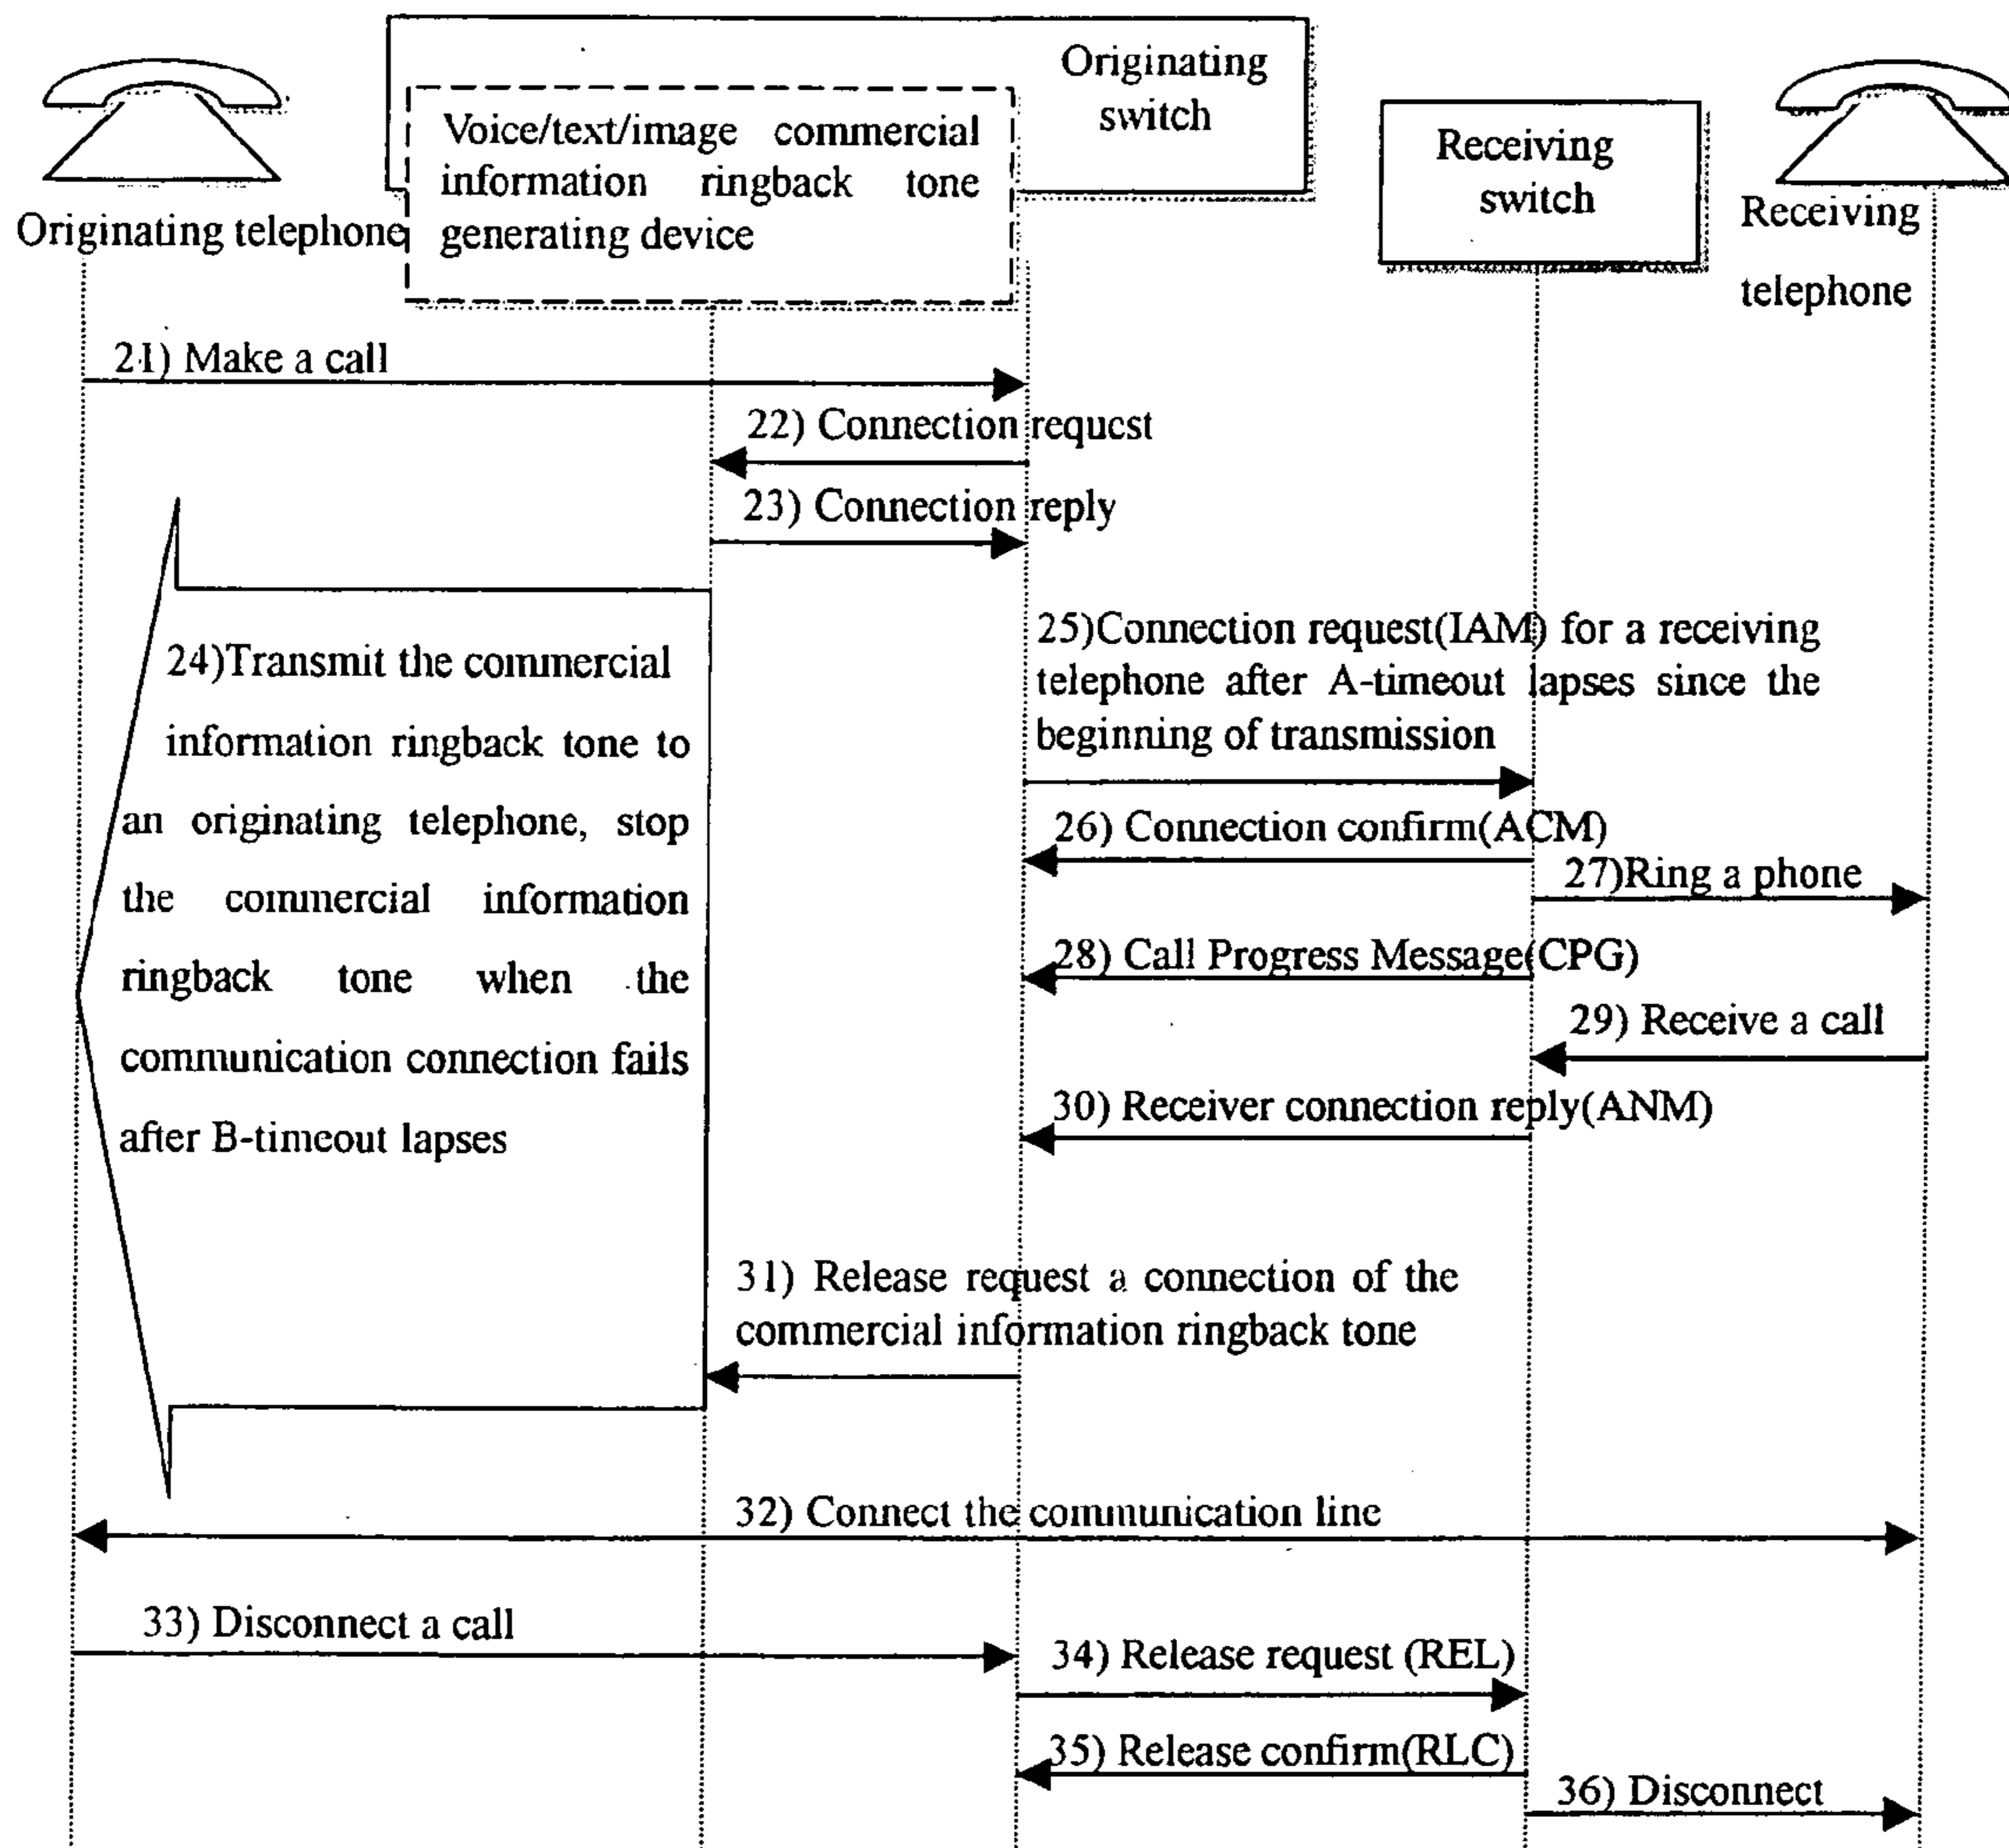 Originating
switch
Voice/text/image commercial
information ringback tone
generating device
Receiving
switch
Originating telephone
Receiving
telephone
21) Make a call
22) Connection request
23) Connection reply
24)Transmit the commercial
information ringback tone to
an originating telephone, stop
the commercial information
ringback tone when the
communication connection fails
after B-timeout lapses
25)Connection request(IAM) for a receiving
telephone after A-timeout lapses since the
beginning of transmission
26) Connection confirm(ACM)
27)Ring a phone
28) Call Progress Message(CPG)
29) Receive a call
30) Receiver connection reply(ANM)
31) Release request a connection of the
commercial information ringback tone
32) Connect the communication line
33) Disconnect a call
34) Release request (REL)
35) Release confirm(RLC)
36) Disconnect